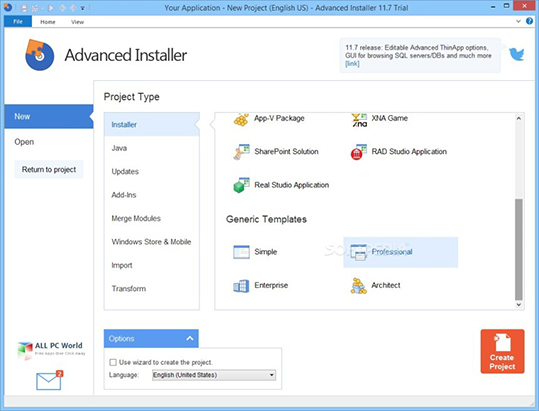 Your Application - New Project (English US) - Advanced Installer 11.7 Trial
File Home View
Advanced Installer
11.7 release: Editable Advanced ThinApp options,
GUI for browsing SQL servers/DBs and much more
[link]
New
Open
Return to project
Project Type
Installer
Java
Updates
Add-Ins
Merge Modules
Windows Store & Mobile
Import
Transform
App-V Package
XNA Game
SharePoint Solution
RAD Studio Application
Real Studio Application
Generic Templates
Simple
Professional
Enterprise
Architect
Options
Use wizard to create the project.
Language: English (United States)
Create
Project
ALL PC World
2